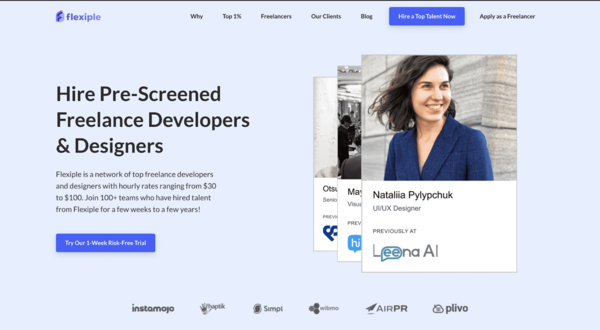 flexiple
Why
Top 1%
Freelancers
Our Clients
Blog
Hire a Top Talent Now
Apply as a Freelancer
Hire Pre-Screened
Freelance Developers
& Designers
Flexiple is a network of top freelance developers
and designers with hourly rates ranging from $30
to $100. Join 100+ teams who have hired talent
from Flexiple for a few weeks to a few years!
Try Our 1-Week Risk-Free Trial
Otsu
Senio
PREVI
May
Visua
PREV
hi
Nataliia Pylypchuk
UI/UX Designer
PREVIOUSLY AT
Leena AI
instamojo
haptik
Simpl
wibmo
AIRPR
plivo